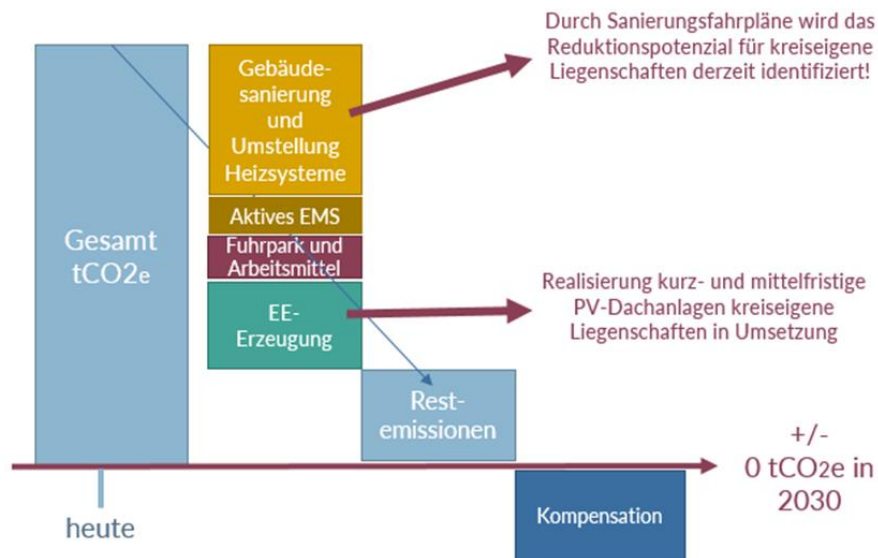 Durch Sanierungsfahrpläne wird das
Reduktionspotenzial für kreiseigene
Liegenschaften derzeit identifiziert!
Gebäude-
sanierung
und
Umstellung
Heizsysteme
Aktives EMS
Gesamt
tCO2e
Fuhrpark und
Arbeitsmittel
EE-
Erzeugung
Realisierung kurz- und mittelfristige
PV-Dachanlagen kreiseigene
Liegenschaften in Umsetzung
Rest-
emissionen
+/-
0 tCO2e in
2030
heute
Kompensation